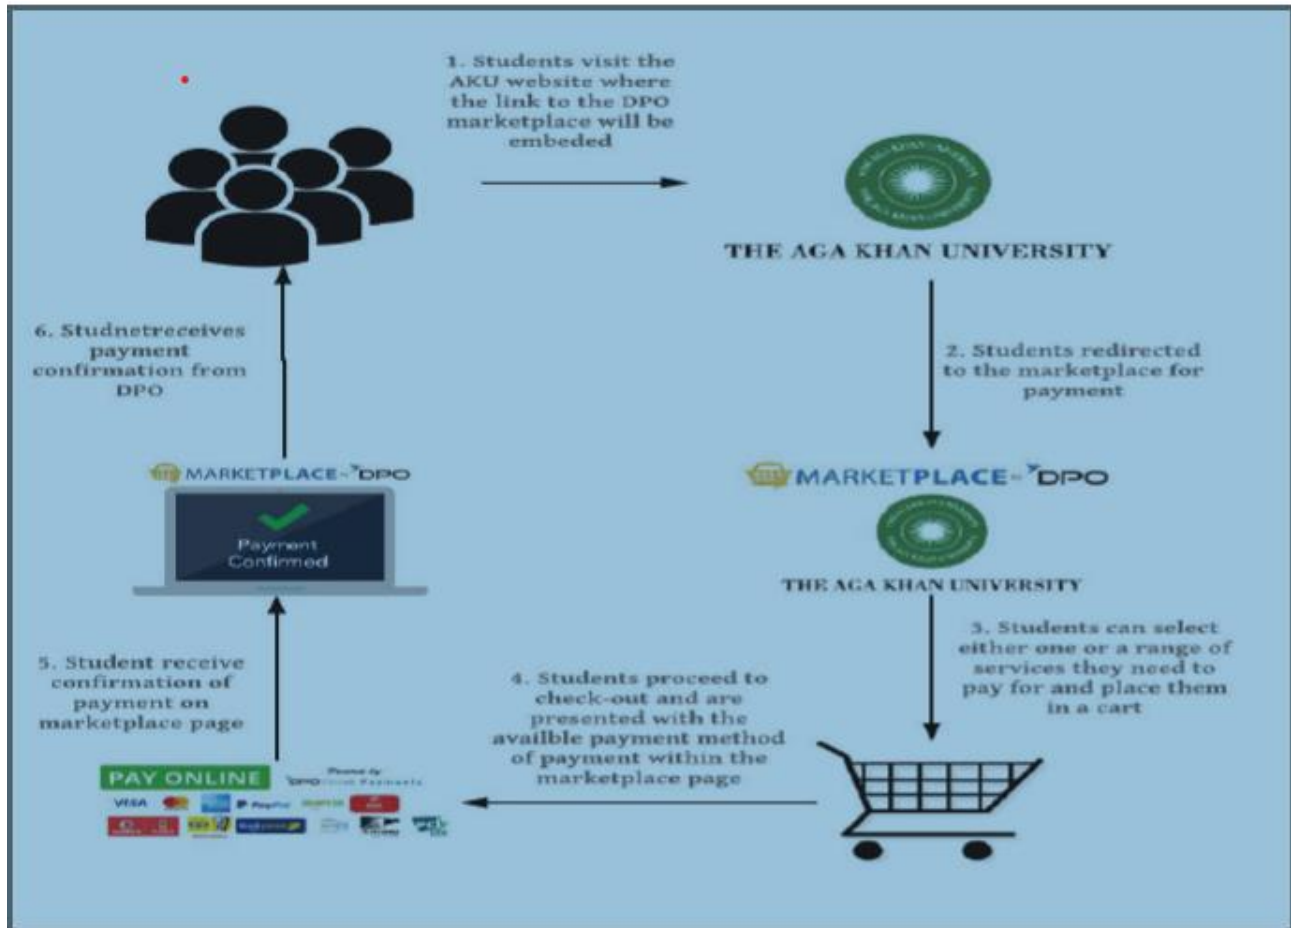 1. Students visit the
AKU website where
the link to the DPO
marketplace will be
embeded
THE AGA KHAN UNIVERSITY
2. Students redirected
to the marketplace for
payment
MARKETPLACE DPO
THE AGA KHAN UNIVERSITY
3. Students can select
either one or a range of
services they need to
pay for and place them
in a cart
4. Students proceed to
check-out and are
presented with the
availble payment method
of payment within the
marketplace page
PAY ONLINE
Powered by
DPO Payments
VISA
PayPal
5. Student receive
confirmation of
payment on
marketplace page
MARKETPLACE DPO
Payment
Confirmed
6. Studnetreceives
payment
confirmation from
DPO